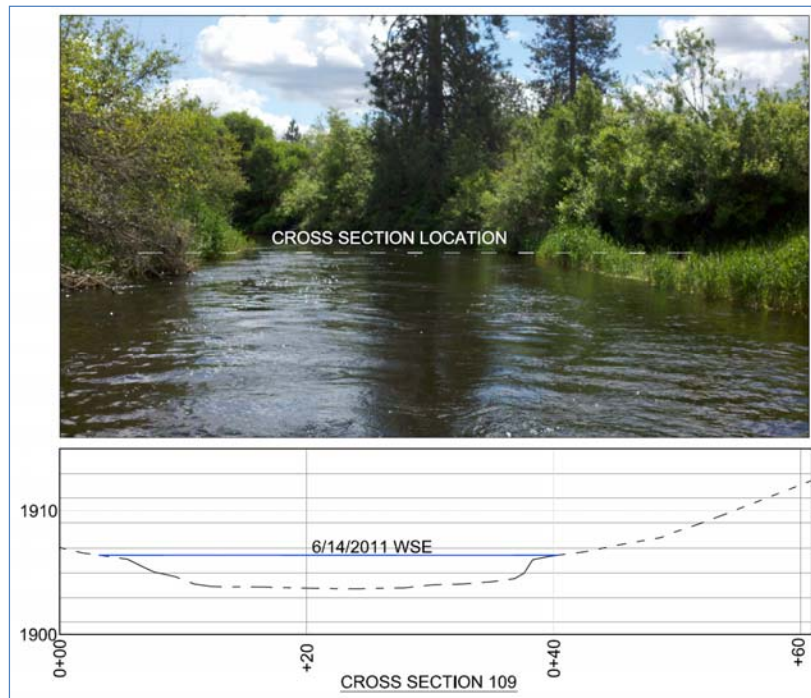 CROSS SECTION LOCATION
1910
6/14/2011 WSE
1900
0+00
+20
0+40
+60
CROSS SECTION 109